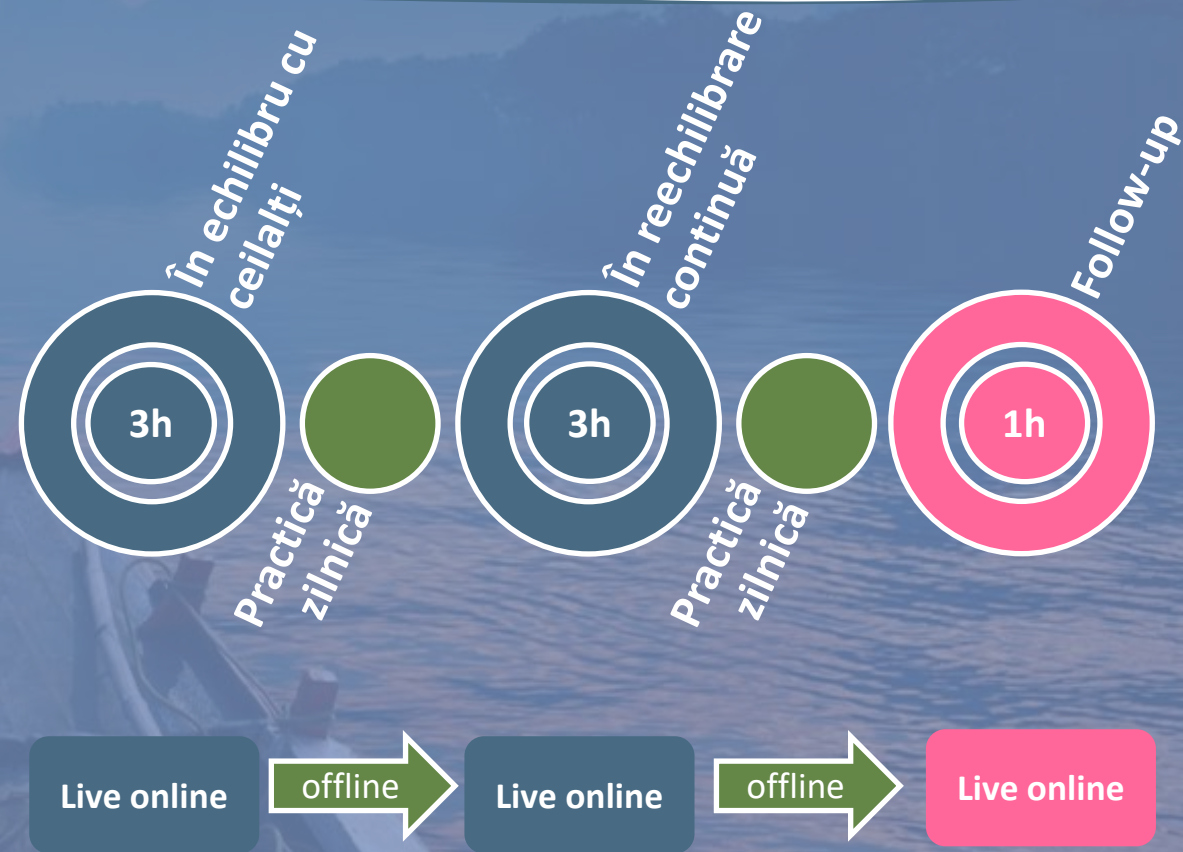 În echilibru cu
ceilalți
În reechilibrare
continuă
Follow-up
3h
3h
1h
Practică
zilnică
Practică
zilnică
Live online
offline
Live online
offline
Live online